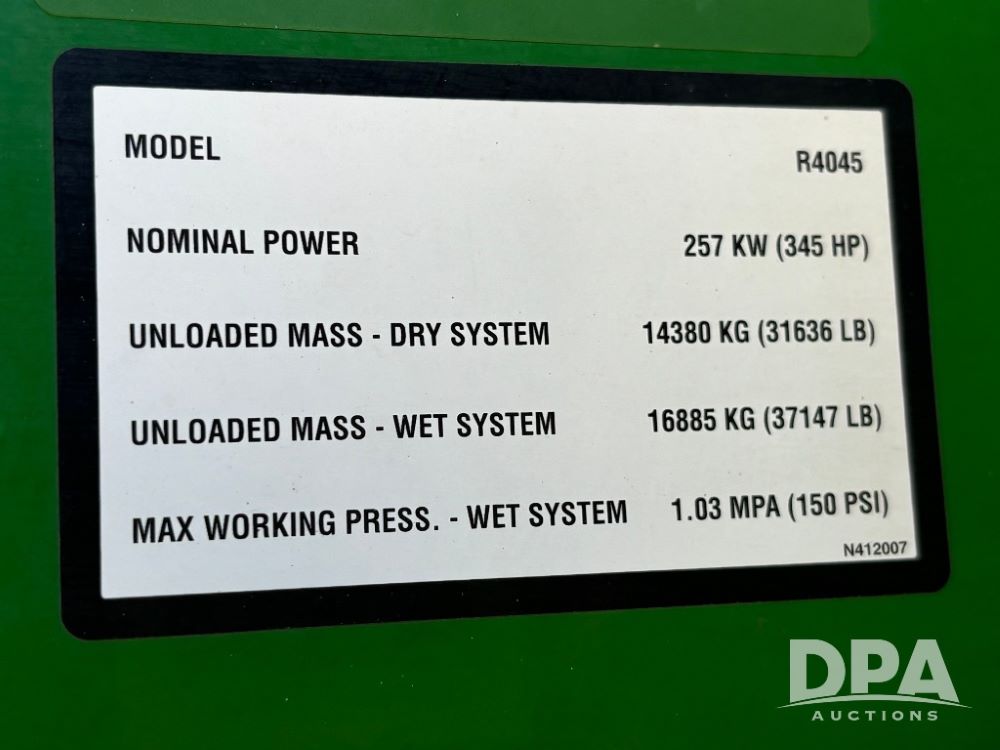 MODEL R4045
NOMINAL POWER 257 KW (345 HP)
UNLOADED MASS - DRY SYSTEM 14380 KG (31636 LB)
UNLOADED MASS - WET SYSTEM 16885 KG (37147 LB)
MAX WORKING PRESS. - WET SYSTEM 1.03 MPA (150 PSI)
N412007
DPA
AUCTIONS